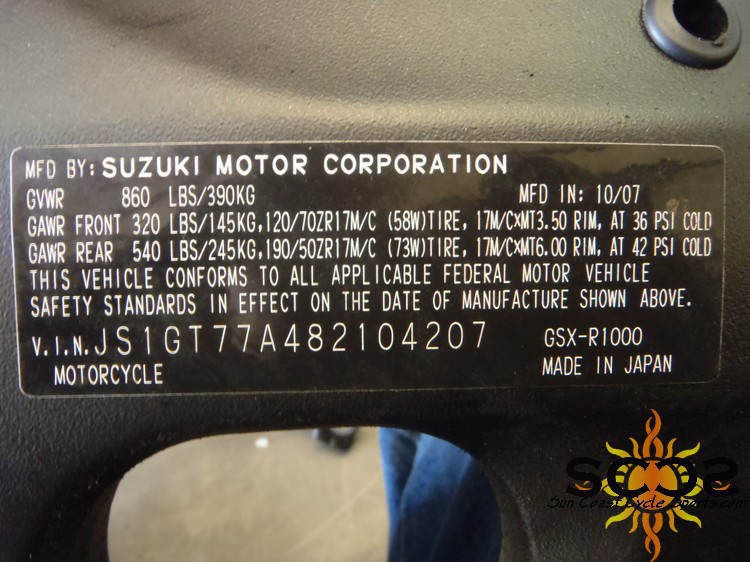 MFD BY: SUZUKI MOTOR CORPORATION
GVWR 860 LBS/390KG MFD IN: 10/07
GAWR FRONT 320 LBS/145KG,120/70ZR17M/C (58W)TIRE, 17M/C×MT3.50 RIM, AT 36 PSI COLD
GAWR REAR 540 LBS/245KG,190/50ZR17M/C (73W)TIRE, 17M/C×MT6.00 RIM, AT 42 PSI COLD
THIS VEHICLE CONFORMS TO ALL APPLICABLE FEDERAL MOTOR VEHICLE
SAFETY STANDARDS IN EFFECT ON THE DATE OF MANUFACTURE SHOWN ABOVE.
V.I.N.JS1GT77A482104207 GSX-R1000
MOTORCYCLE MADE IN JAPAN
SCCS
Sun Coast Cycle Sports.com